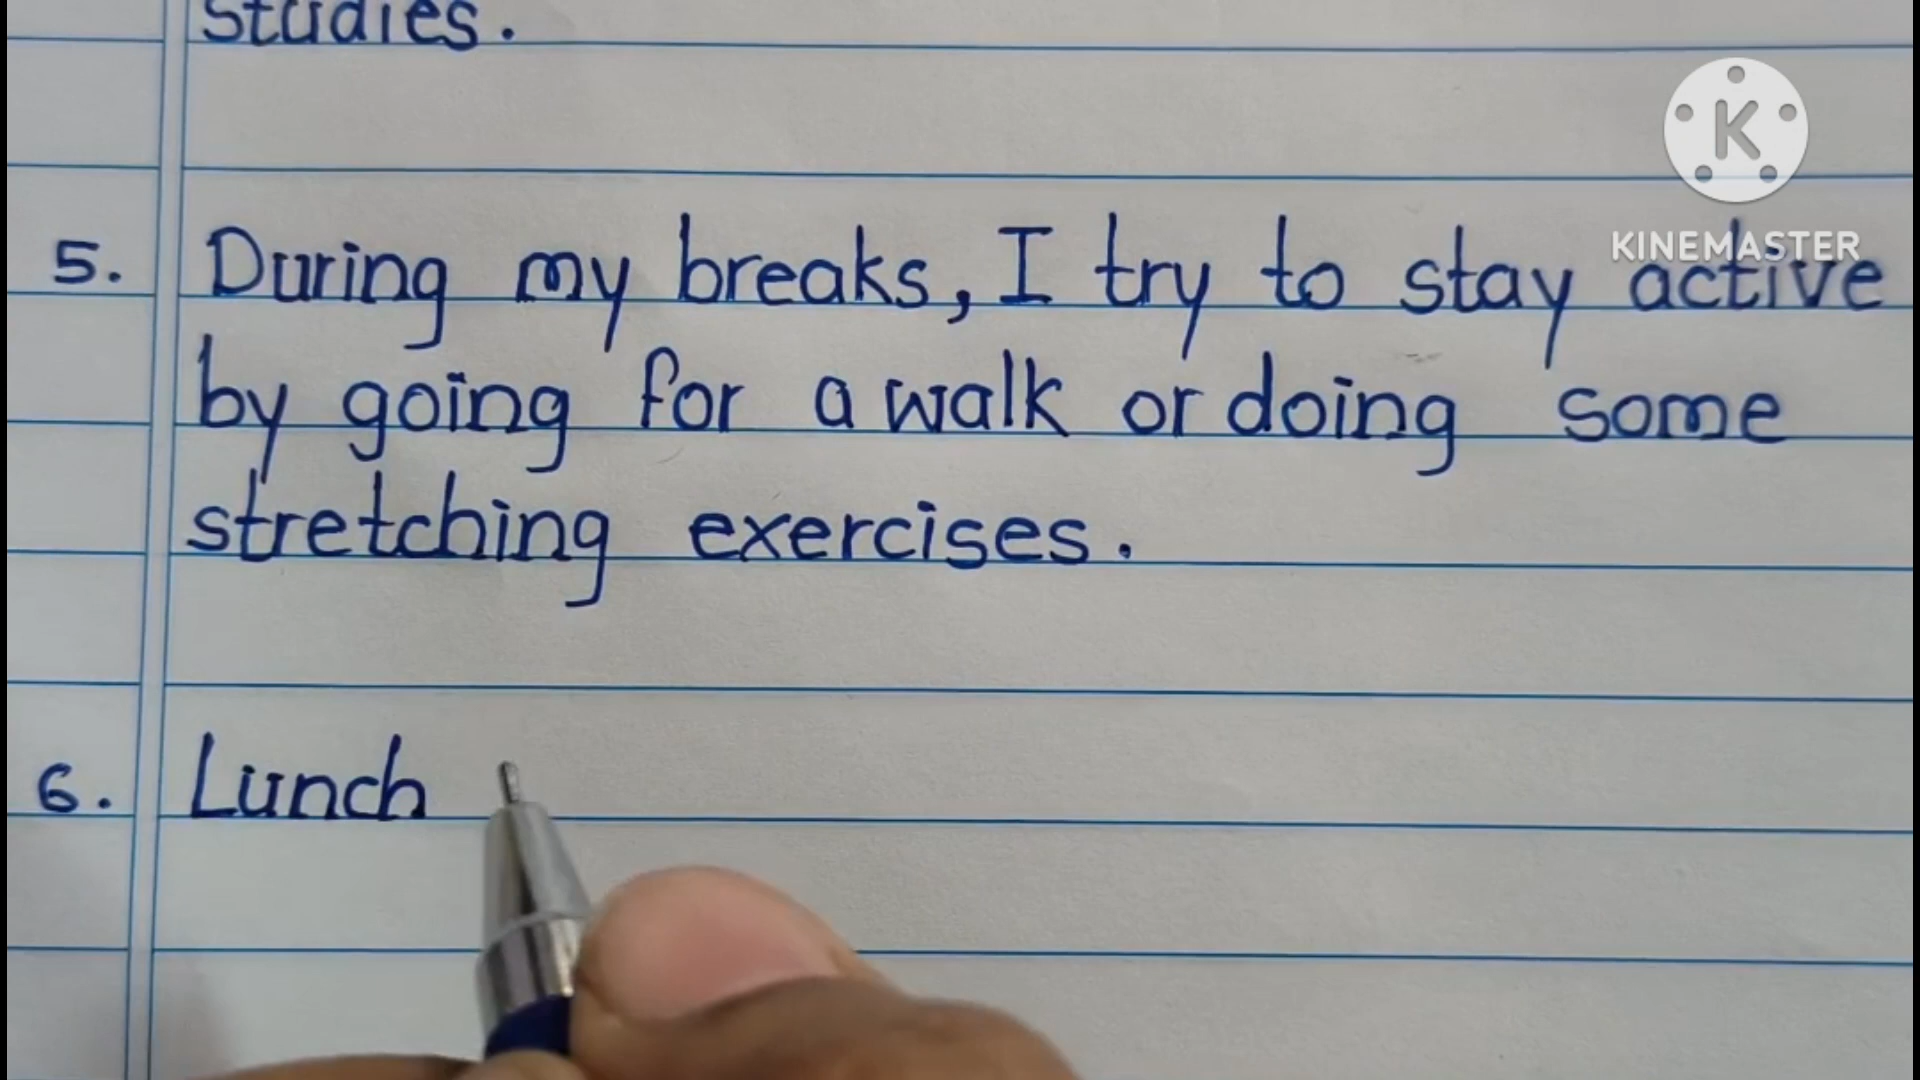 studies.
K
KINEMASTER
5. During my breaks, I try to stay active
by going for a walk or doing some
stretching exercises.
6. Lunch